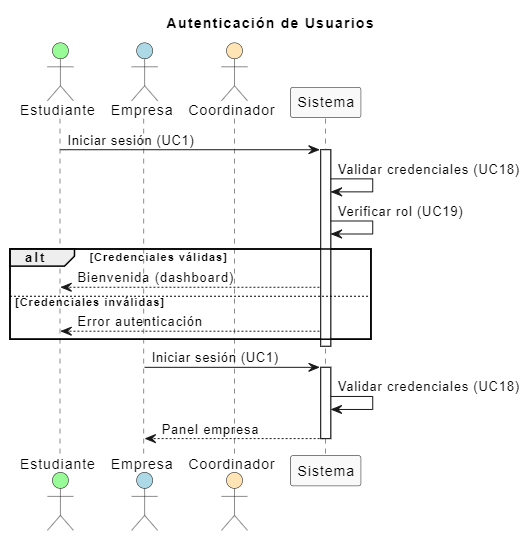 Autenticación de Usuarios
Estudiante Empresa Coordinador Sistema
Iniciar sesión (UC1)
Validar credenciales (UC18)
Verificar rol (UC19)
alt [Credenciales válidas]
Bienvenida (dashboard)
[Credenciales inválidas]
Error autenticación
Iniciar sesión (UC1)
Validar credenciales (UC18)
Panel empresa
Estudiante Empresa Coordinador Sistema